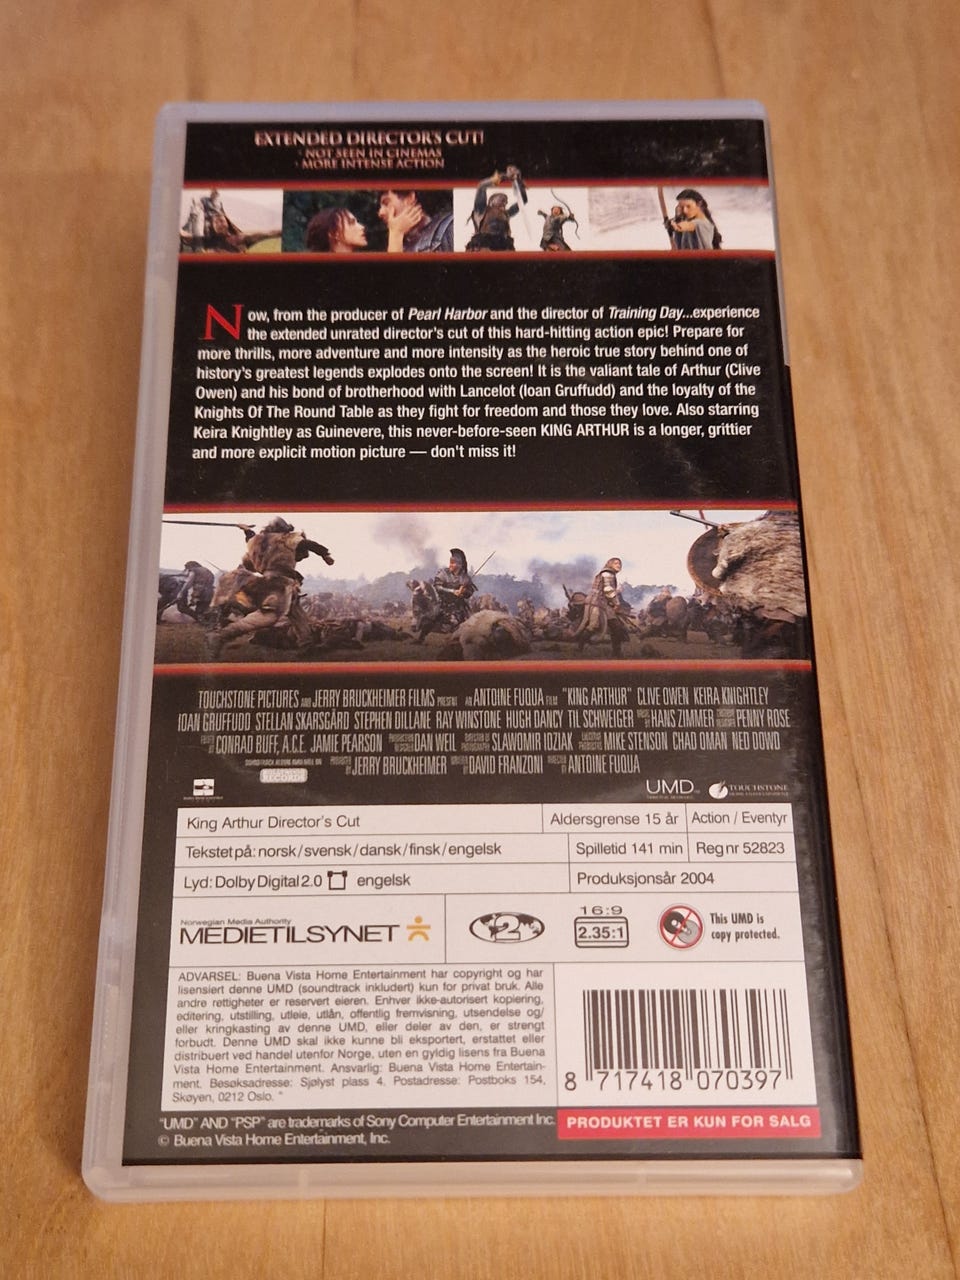 EXTENDED DIRECTOR'S CUT!
· NOT SEEN IN CINEMAS
· MORE INTENSE ACTION
Now, from the producer of Pearl Harbor and the director of Training Day...experience
the extended unrated director's cut of this hard-hitting action epic! Prepare for
more thrills, more adventure and more intensity as the heroic true story behind one of
history's greatest legends explodes onto the screen! It is the valiant tale of Arthur (Clive
Owen) and his bond of brotherhood with Lancelot (Ioan Gruffudd) and the loyalty of the
Knights Of The Round Table as they fight for freedom and those they love. Also starring
Keira Knightley as Guinevere, this never-before-seen KING ARTHUR is a longer, grittier
and more explicit motion picture — don't miss it!
TOUCHSTONE PICTURES AND JERRY BRUCKHEIMER FILMS PRESENT AN ANTOINE FUQUA FILM "KING ARTHUR" CLIVE OWEN KEIRA KNIGHTLEY
IOAN GRUFFUDD STELLAN SKARSGÅRD STEPHEN DILLANE RAY WINSTONE HUGH DANCY TIL SCHWEIGER HANS ZIMMER PENNY ROSE
CONRAD BUFF, A.C.E. JAMIE PEARSON DAN WEIL SLAWOMIR IDZIAK MIKE STENSON CHAD OMAN NED DOWD
JERRY BRUCKHEIMER DAVID FRANZONI ANTOINE FUQUA
UMD TOUCHSTONE
King Arthur Director's Cut Aldersgrense 15 år Action / Eventyr
Tekstet på: norsk/svensk/dansk/finsk/engelsk Spilletid 141 min Reg nr 52823
Lyd: Dolby Digital 2.0 engelsk Produksjonsår 2004
Norwegian Media Authority
MEDIETILSYNET
2
16:9
2.35:1
This UMD is
copy protected.
ADVARSEL: Buena Vista Home Entertainment har copyright og har
lisensiert denne UMD (soundtrack inkludert) kun for privat bruk. Alle
andre rettigheter er reservert eieren. Enhver ikke-autorisert kopiering,
editering, utstilling, utleie, utlån, offentlig fremvisning, utsendelse og/
eller kringkasting av denne UMD, eller deler av den, er strengt
forbudt. Denne UMD skal ikke kunne bli eksportert, erstattet eller
distribuert ved handel utenfor Norge, uten en gyldig lisens fra Buena
Vista Home Entertainment. Ansvarlig: Buena Vista Home Entertain-
ment. Besøksadresse: Sjølyst plass 4. Postadresse: Postboks 154,
Skøyen, 0212 Oslo. "
8 717418 070397
"UMD" AND "PSP" are trademarks of Sony Computer Entertainment Inc.
© Buena Vista Home Entertainment, Inc.
PRODUKTET ER KUN FOR SALG